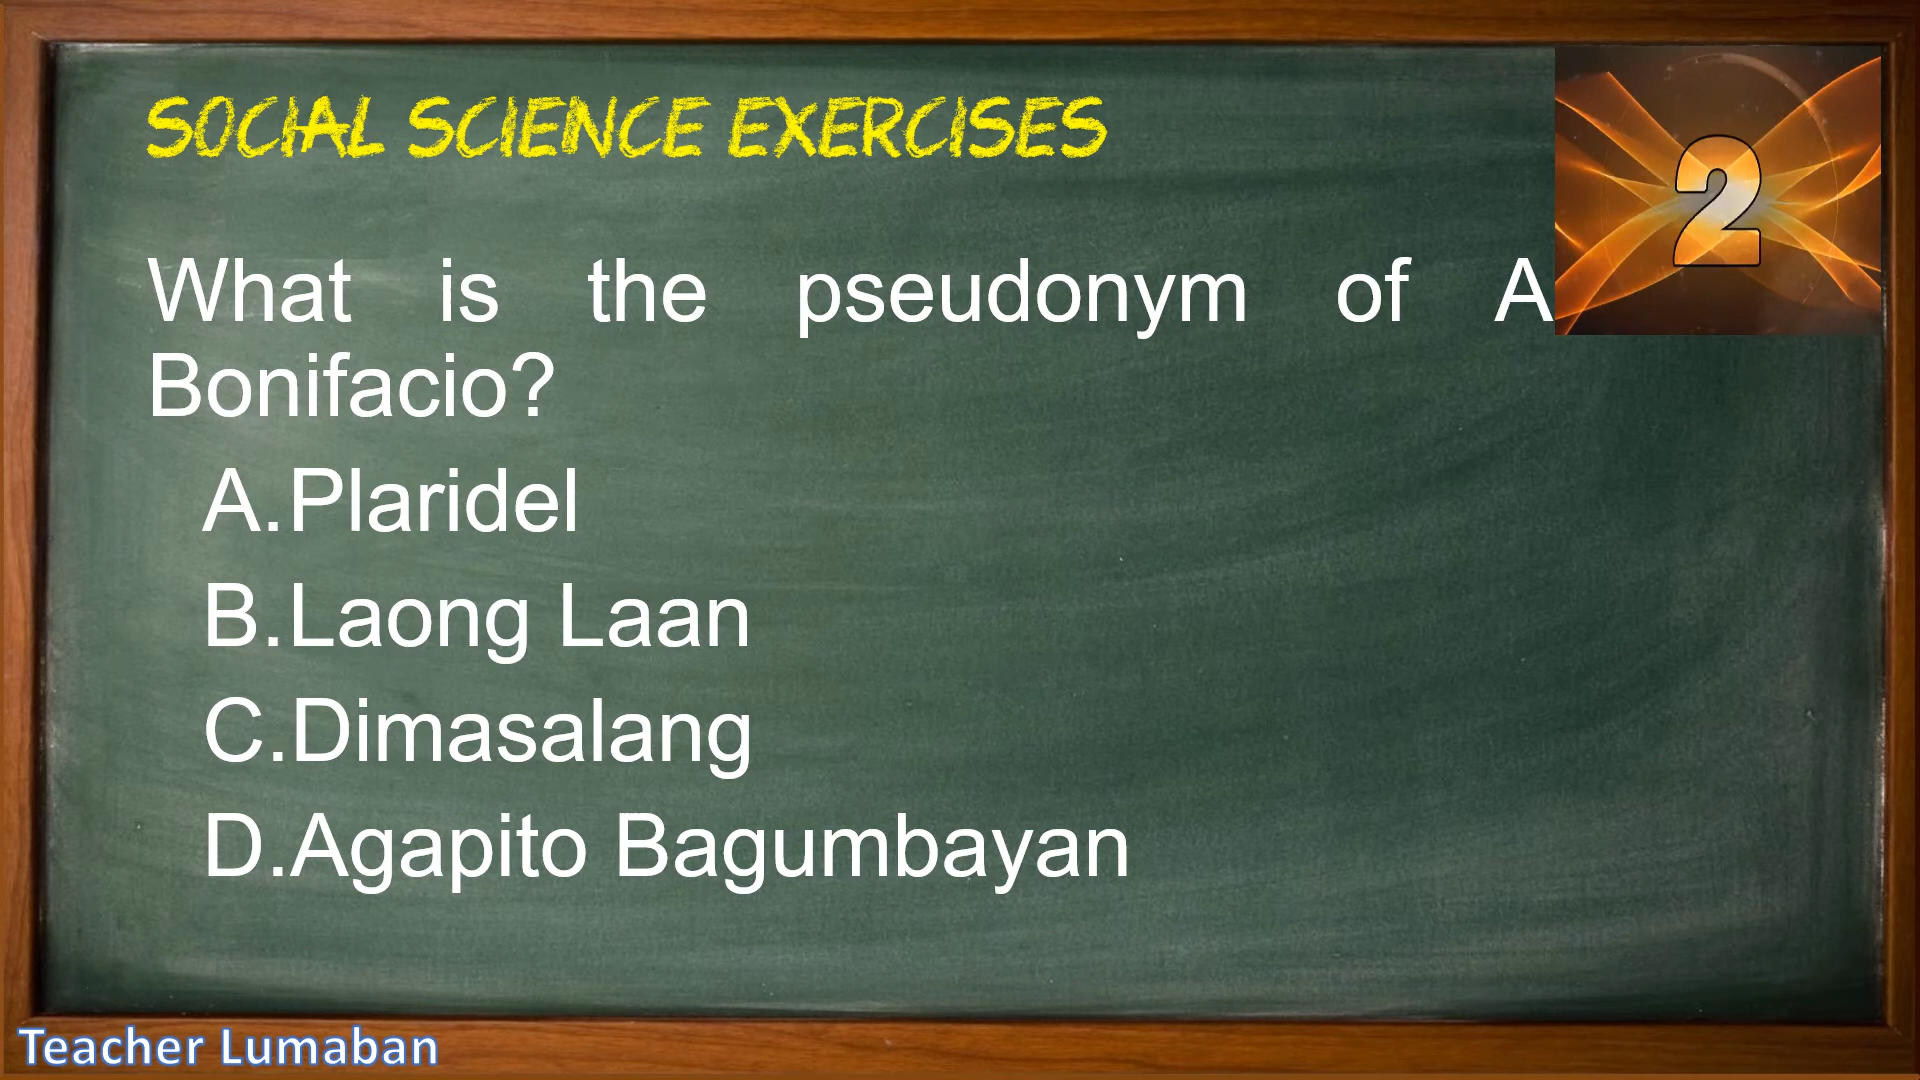 SOCIAL SCIENCE EXERCISES
2
What is the pseudonym of
Bonifacio?
A.Plaridel
B.Laong Laan
C.Dimasalang
D.Agapito Bagumbayan
Teacher Lumaban